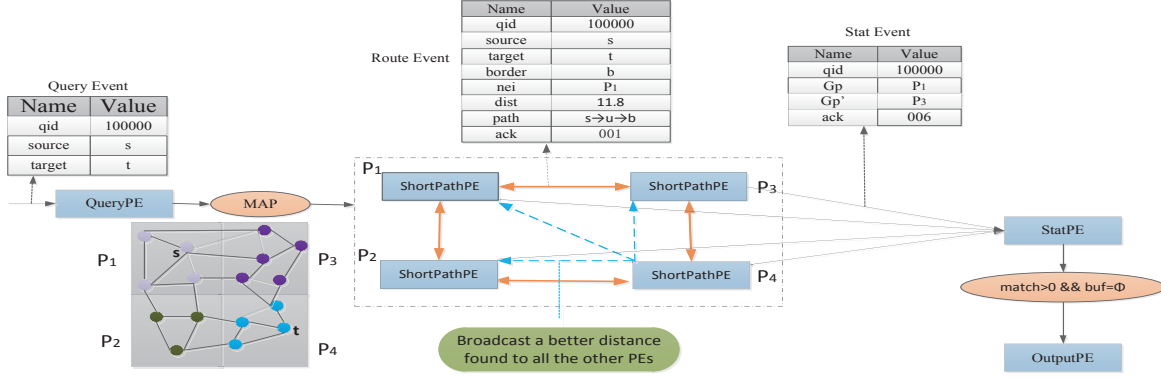 Query Event
Name Value
qid 100000
source s
target t
Route Event
Name Value
qid 100000
source s
target t
border b
nei P1
dist 11.8
path s→u→b
ack 001
Stat Event
Name Value
qid 100000
Gp P1
Gp' P3
ack 006
QueryPE
MAP
P1
ShortPathPE
ShortPathPE
P3
P2
ShortPathPE
ShortPathPE
P4
StatPE
match>0 && buf=Φ
OutputPE
P1
s
P3
P2
t
P4
Broadcast a better distance
found to all the other PEs